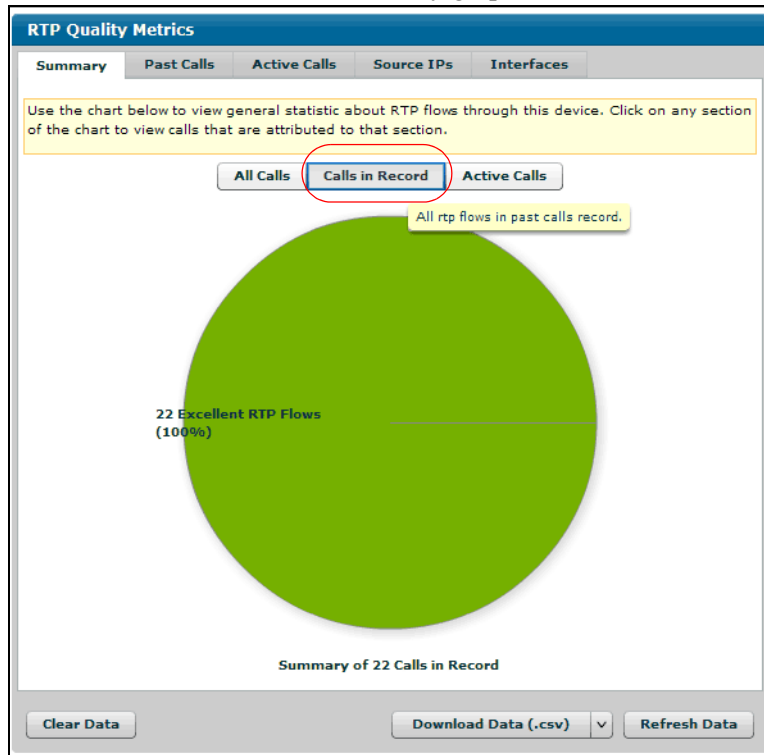 RTP Quality Metrics
Summary Past Calls Active Calls Source IPs Interfaces
Use the chart below to view general statistic about RTP flows through this device. Click on any section
of the chart to view calls that are attributed to that section.
All Calls Calls in Record Active Calls
All rtp flows in past calls record.
22 Excellent RTP Flows
(100%)
Summary of 22 Calls in Record
Clear Data Download Data (.csv) Refresh Data